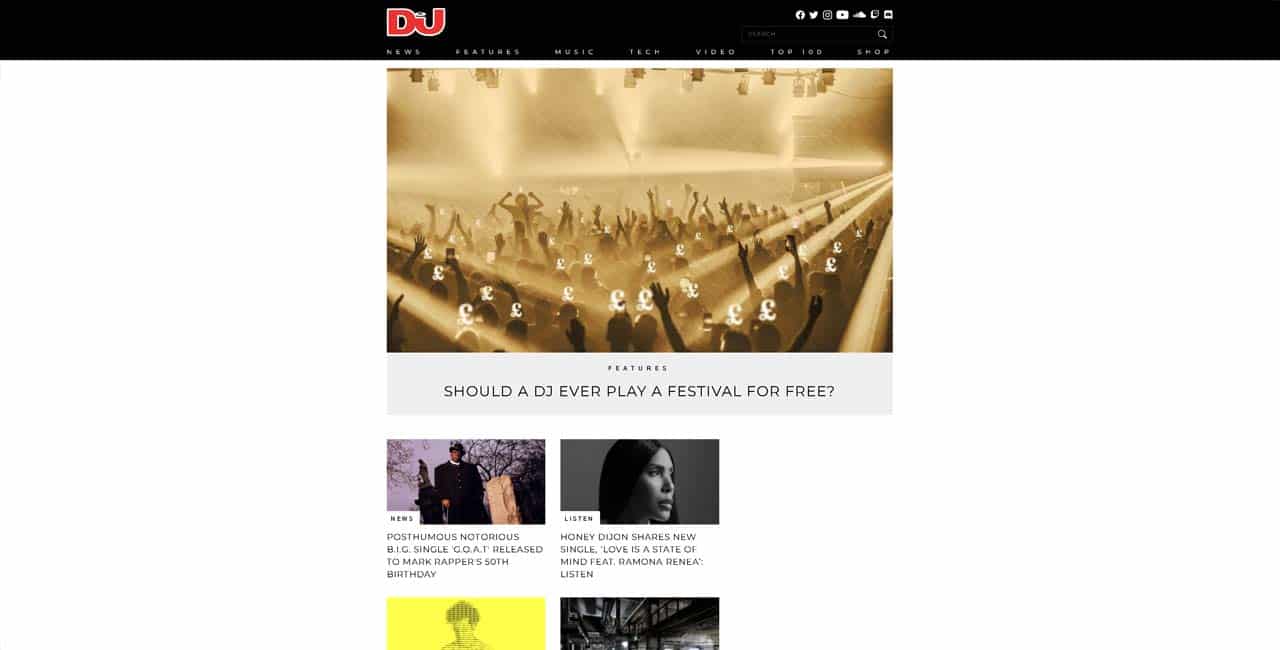 DJ
SEARCH
NEWS FEATURES MUSIC TECH VIDEO TOP 100 SHOP
£ £ £ £ £ £ £ £ £ £ £ £ £ £ £ £ £ £
FEATURES
SHOULD A DJ EVER PLAY A FESTIVAL FOR FREE?
NEWS
POSTHUMOUS NOTORIOUS
B.I.G. SINGLE 'G.O.A.T' RELEASED
TO MARK RAPPER'S 50TH
BIRTHDAY
LISTEN
HONEY DIJON SHARES NEW
SINGLE, 'LOVE IS A STATE OF
MIND FEAT. RAMONA RENEA':
LISTEN